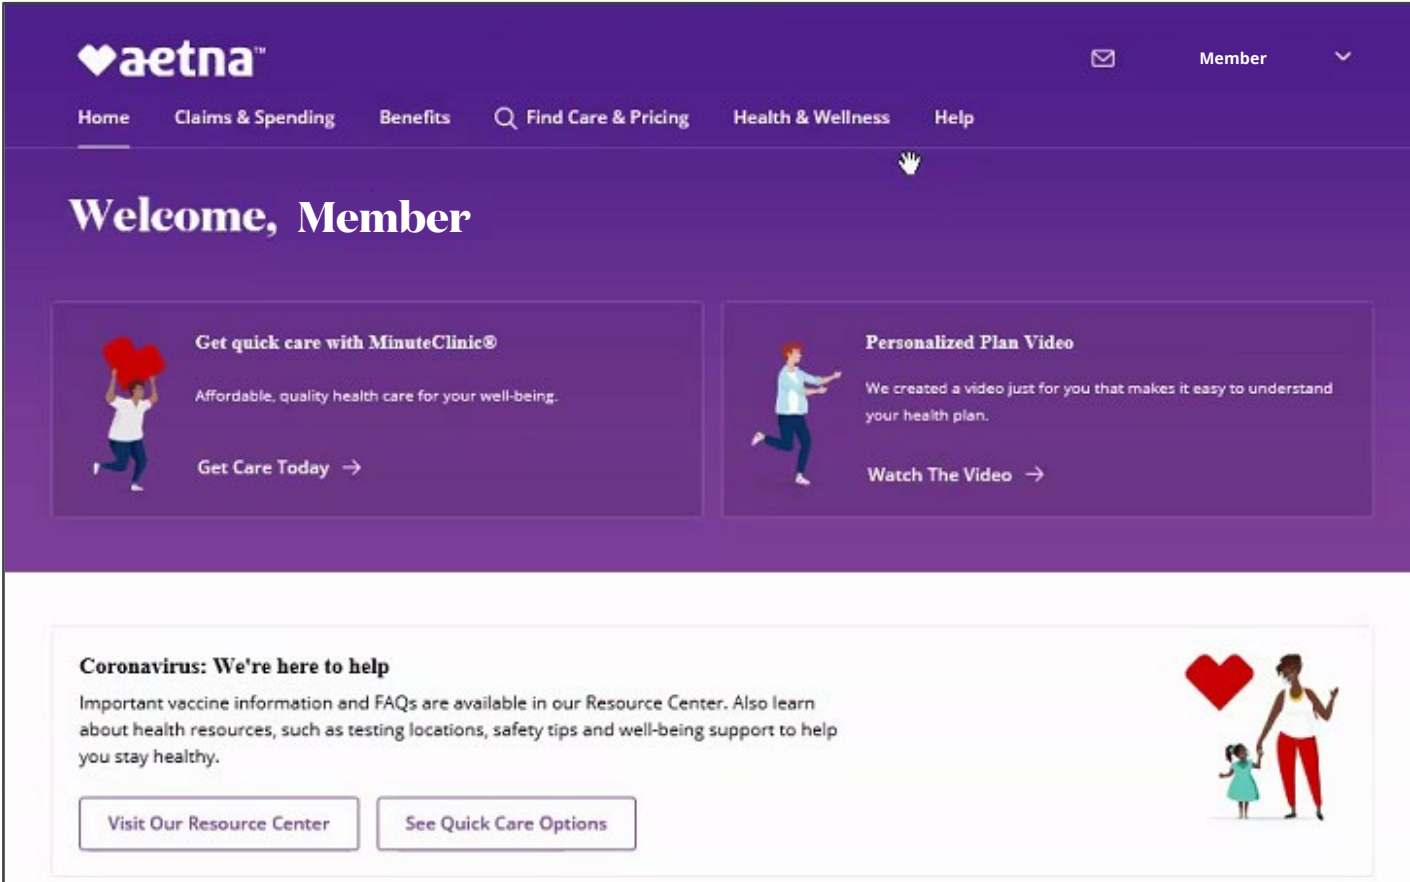 aetna™
Member
Home Claims & Spending Benefits Find Care & Pricing Health & Wellness Help
Welcome, Member
Get quick care with MinuteClinic®
Affordable, quality health care for your well-being.
Get Care Today →
Personalized Plan Video
We created a video just for you that makes it easy to understand
your health plan.
Watch The Video →
Coronavirus: We're here to help
Important vaccine information and FAQs are available in our Resource Center. Also learn
about health resources, such as testing locations, safety tips and well-being support to help
you stay healthy.
Visit Our Resource Center See Quick Care Options